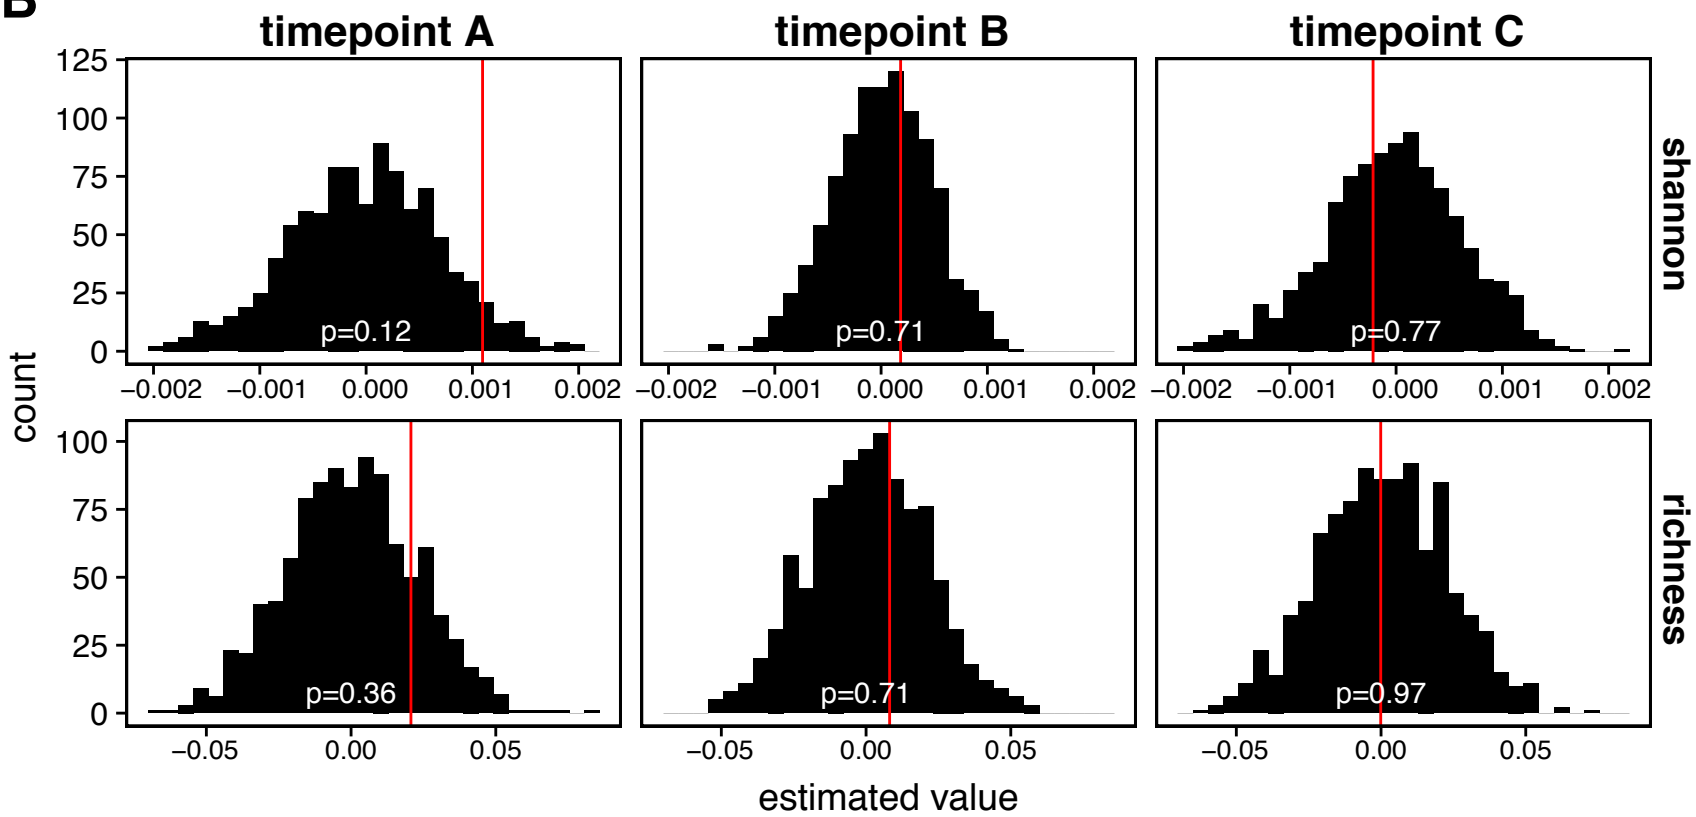 B
timepoint A timepoint B timepoint C
125
100
75
50
25
0
p=0.12 p=0.71 p=0.77
−0.002 −0.001 0.000 0.001 0.002 −0.002 −0.001 0.000 0.001 0.002 −0.002 −0.001 0.000 0.001 0.002
shannon
count
100
75
50
25
0
p=0.36 p=0.71 p=0.97
−0.05 0.00 0.05 −0.05 0.00 0.05 −0.05 0.00 0.05
richness
estimated value